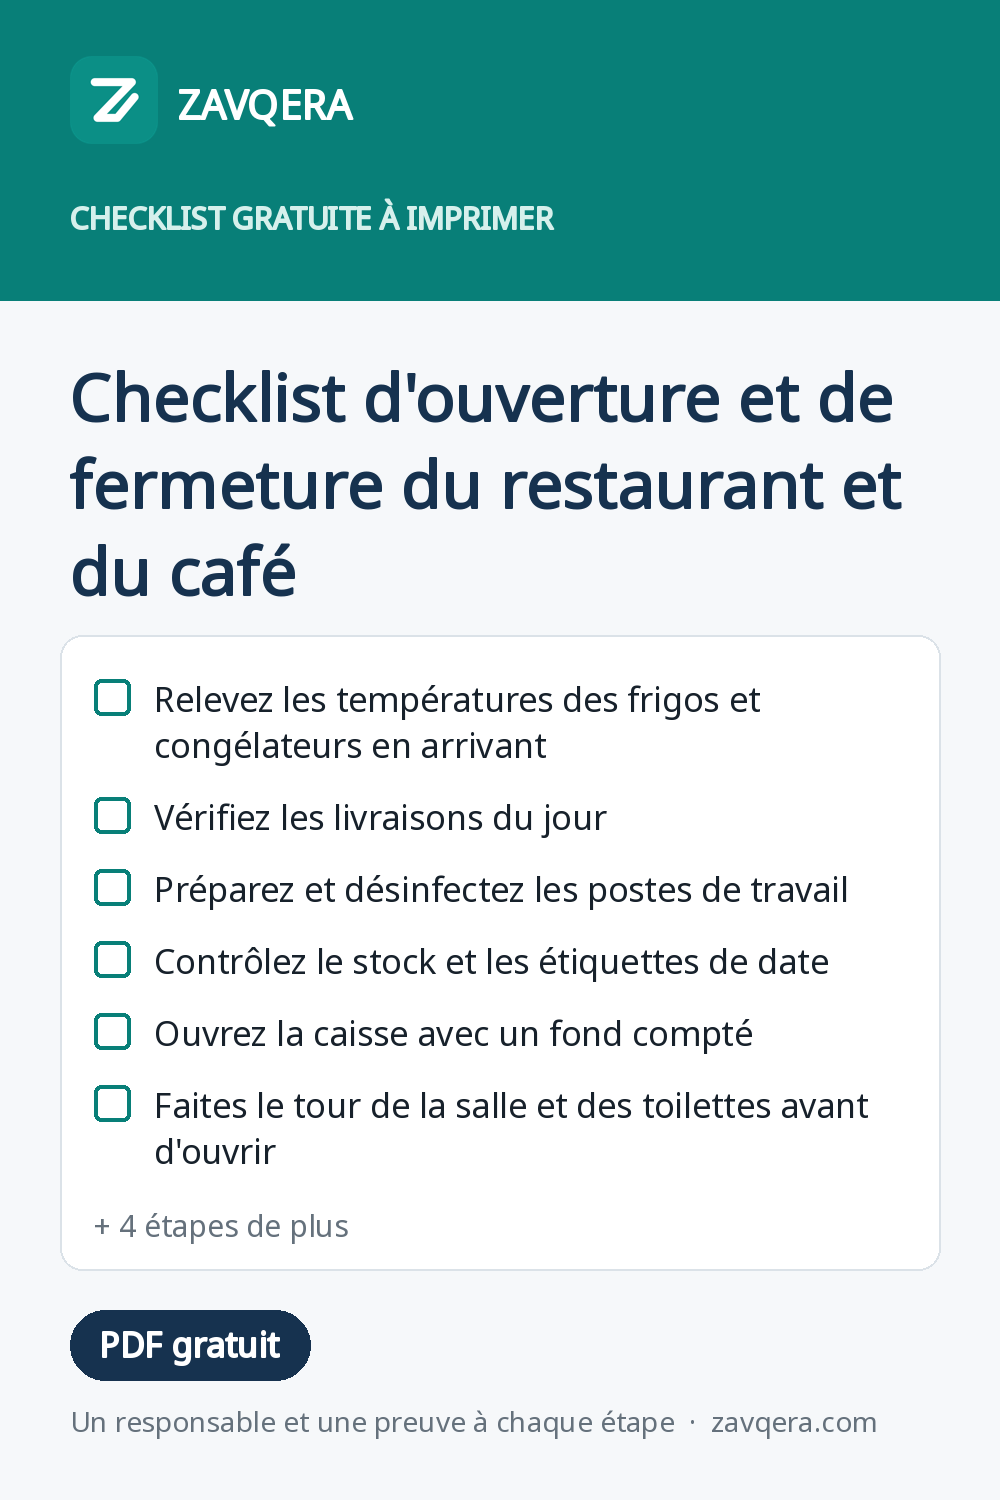 ZAVQERA
CHECKLIST GRATUITE À IMPRIMER
Checklist d'ouverture et de
fermeture du restaurant et
du café
Relevez les températures des frigos et
congélateurs en arrivant
Vérifiez les livraisons du jour
Préparez et désinfectez les postes de travail
Contrôlez le stock et les étiquettes de date
Ouvrez la caisse avec un fond compté
Faites le tour de la salle et des toilettes avant
d'ouvrir
+ 4 étapes de plus
PDF gratuit
Un responsable et une preuve à chaque étape · zavqera.com